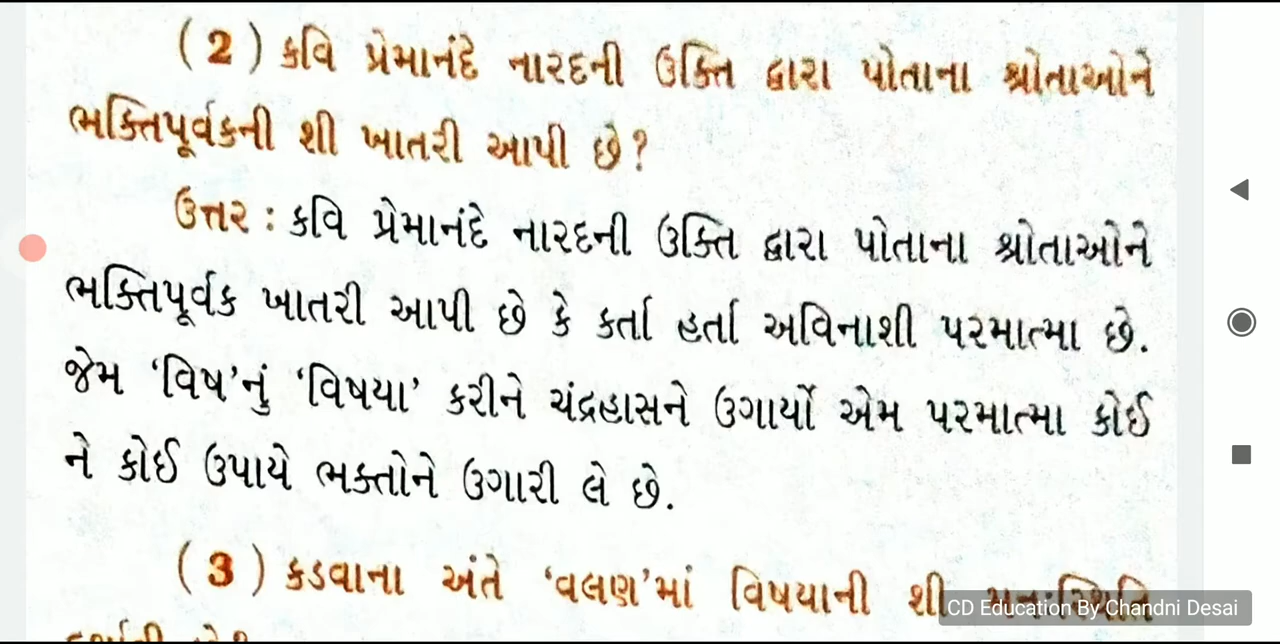 (2) કવિ પ્રેમાનંદે નારદની ઉક્તિ દ્વારા પોતાના શ્રોતાઓને
ભક્તિપૂર્વકની શી ખાતરી આપી છે?
ઉત્તર : કવિ પ્રેમાનંદે નારદની ઉક્તિ દ્વારા પોતાના શ્રોતાઓને
ભક્તિપૂર્વક ખાતરી આપી છે કે કર્તા હર્તા અવિનાશી પરમાત્મા છે.
જેમ ‘વિષ’નું ‘વિષયા’ કરીને ચંદ્રહાસને ઉગાર્યો એમ પરમાત્મા કોઈ
ને કોઈ ઉપાયે ભક્તોને ઉગારી લે છે.
(3) કડવાના અંતે ‘વલણ’માં વિષયાની શી મનઃસ્થિતિ
CD Education By Chandni Desai